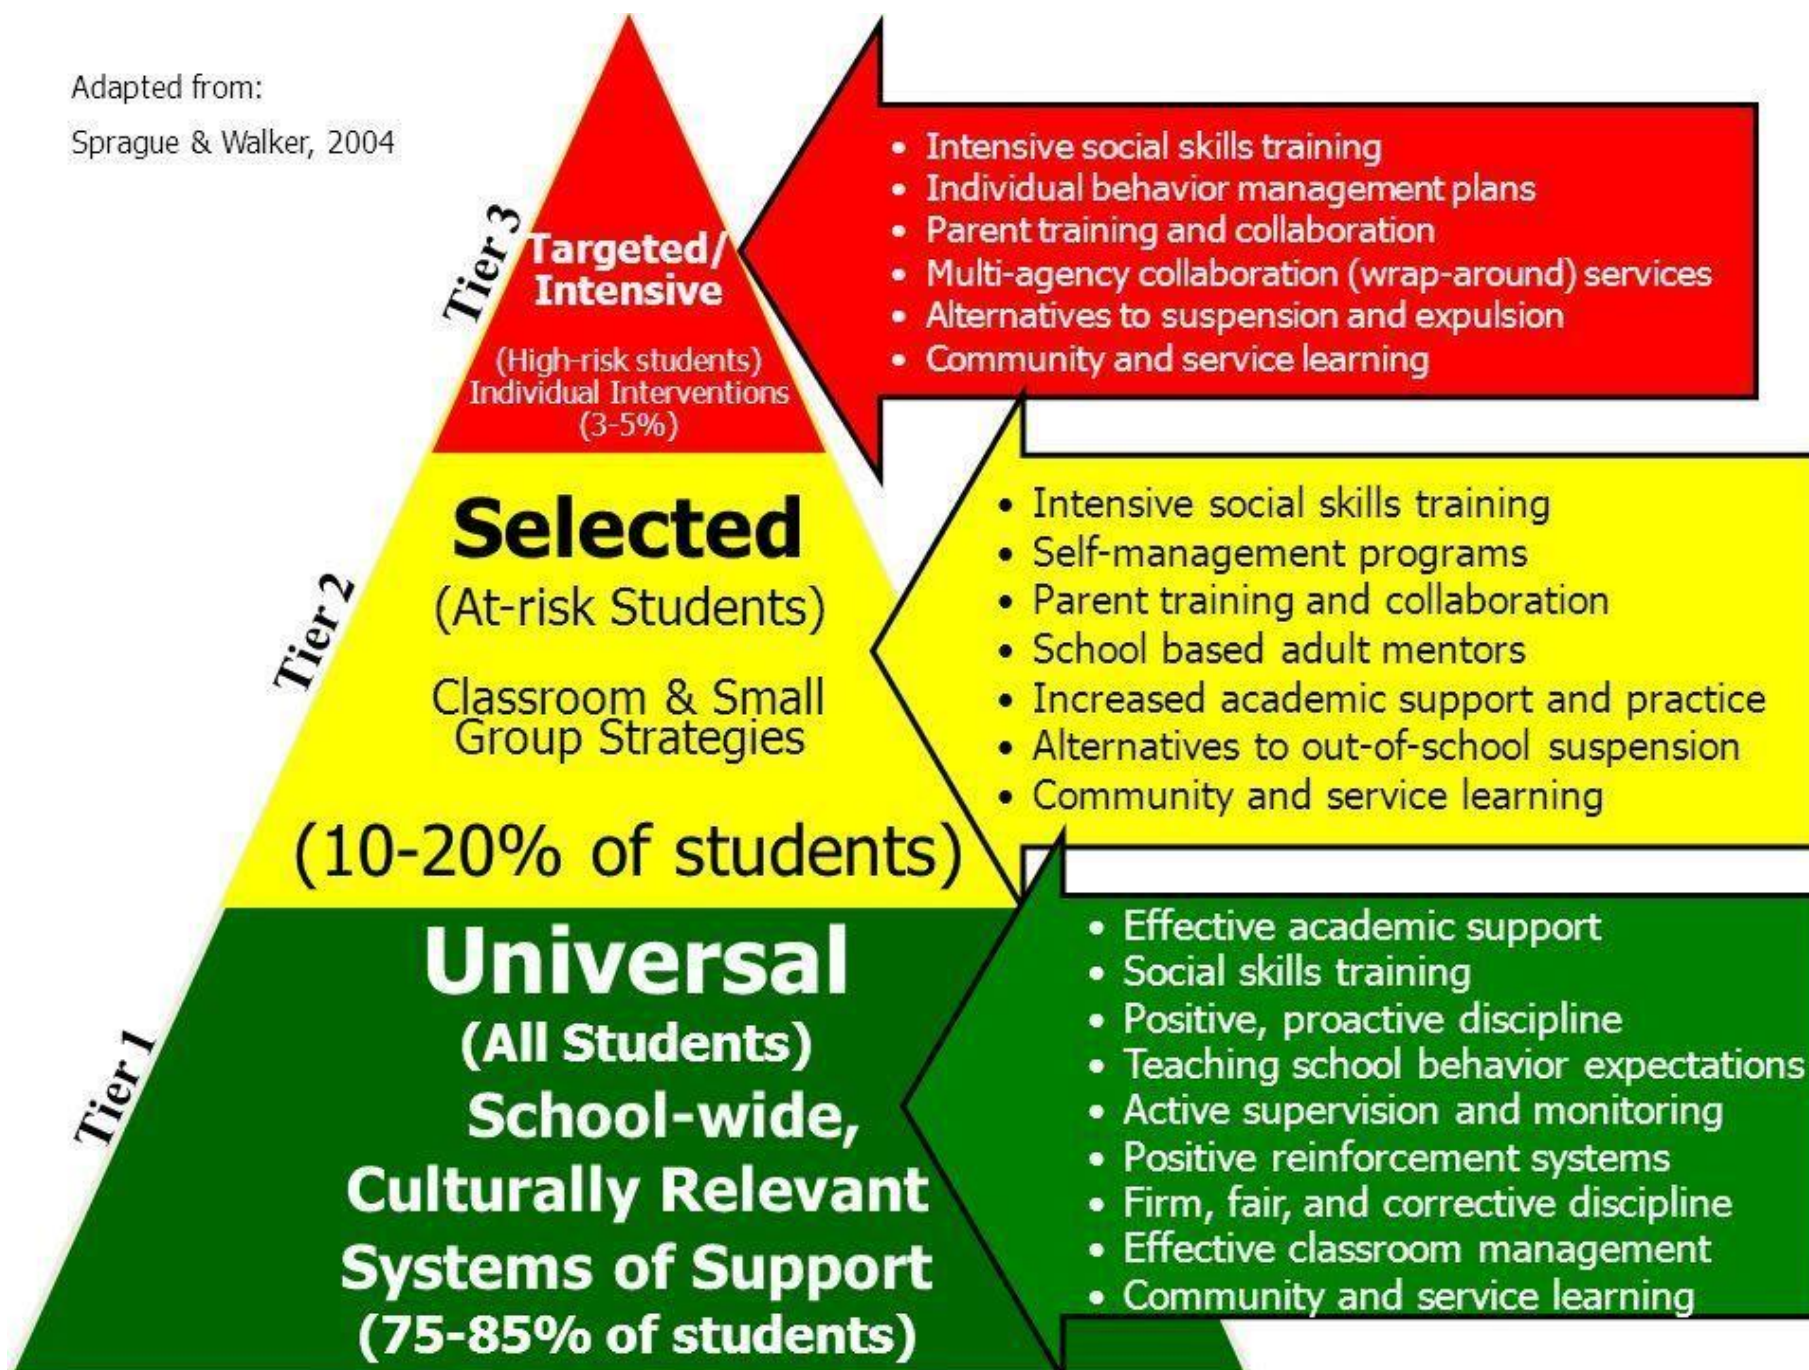 Adapted from:
Sprague & Walker, 2004
Tier 3
Targeted/
Intensive
(High-risk students)
Individual Interventions
(3-5%)
• Intensive social skills training
• Individual behavior management plans
• Parent training and collaboration
• Multi-agency collaboration (wrap-around) services
• Alternatives to suspension and expulsion
• Community and service learning
Tier 2
Selected
(At-risk Students)
Classroom & Small
Group Strategies
(10-20% of students)
• Intensive social skills training
• Self-management programs
• Parent training and collaboration
• School based adult mentors
• Increased academic support and practice
• Alternatives to out-of-school suspension
• Community and service learning
Tier 1
Universal
(All Students)
School-wide,
Culturally Relevant
Systems of Support
(75-85% of students)
• Effective academic support
• Social skills training
• Positive, proactive discipline
• Teaching school behavior expectations
• Active supervision and monitoring
• Positive reinforcement systems
• Firm, fair, and corrective discipline
• Effective classroom management
• Community and service learning